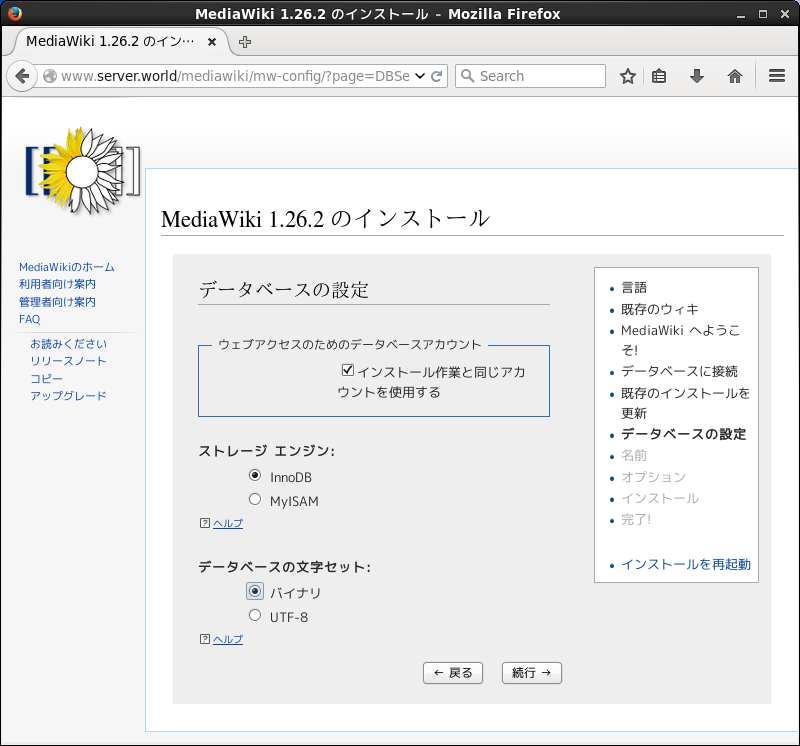 MediaWiki 1.26.2 のインストール - Mozilla Firefox
MediaWiki 1.26.2 のイン…
www.server.world/mediawiki/mw-config/?page=DBSe
Search
MediaWiki 1.26.2 のインストール
MediaWikiのホーム
利用者向け案内
管理者向け案内
FAQ
お読みください
リリースノート
コピー
アップグレード
データベースの設定
ウェブアクセスのためのデータベースアカウント
インストール作業と同じアカ
ウントを使用する
ストレージ エンジン:
InnoDB
MyISAM
? ヘルプ
データベースの文字セット:
バイナリ
UTF-8
? ヘルプ
← 戻る
続行 →
言語
既存のウィキ
MediaWiki へようこ
そ!
データベースに接続
既存のインストールを
更新
データベースの設定
名前
オプション
インストール
完了!
インストールを再起動